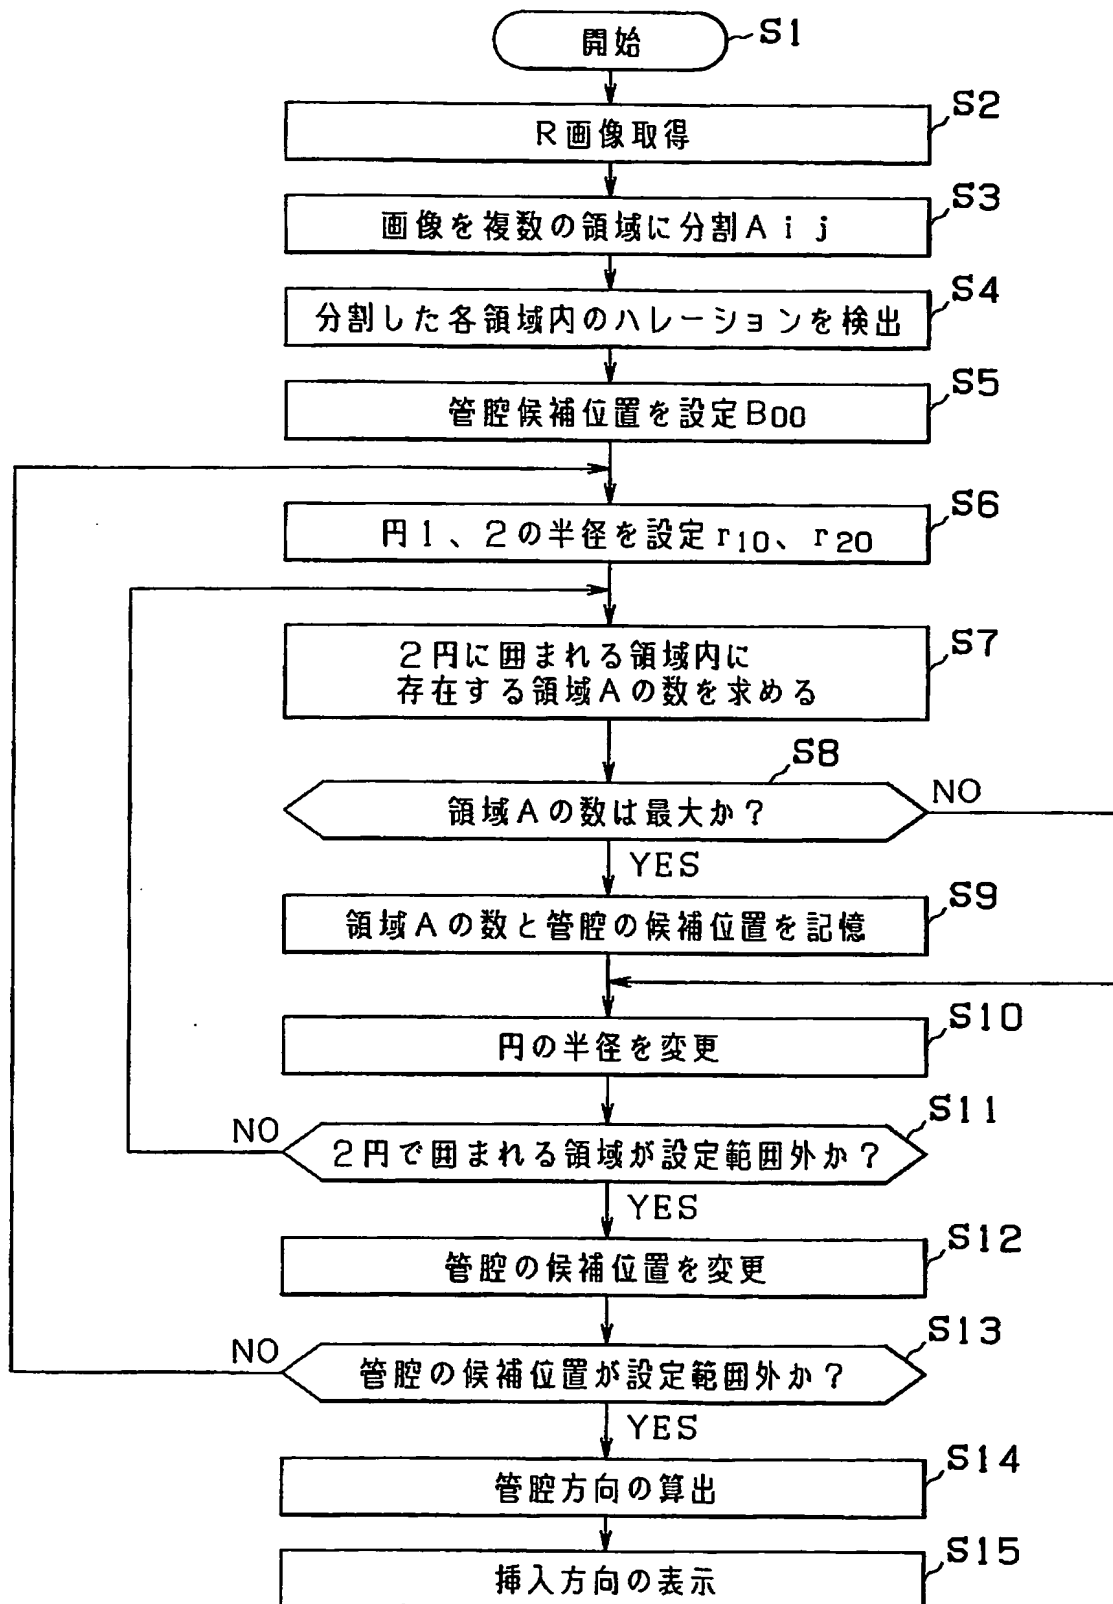 開始 S1
S2
R画像取得
S3
画像を複数の領域に分割Aij
S4
分割した各領域内のハレーションを検出
S5
管腔候補位置を設定B00
S6
円1、2の半径を設定r10、r20
S7
2円に囲まれる領域内に
存在する領域Aの数を求める
S8
領域Aの数は最大か?
NO
YES
S9
領域Aの数と管腔の候補位置を記憶
S10
円の半径を変更
S11
NO
2円で囲まれる領域が設定範囲外か?
YES
S12
管腔の候補位置を変更
S13
NO
管腔の候補位置が設定範囲外か?
YES
S14
管腔方向の算出
S15
挿入方向の表示